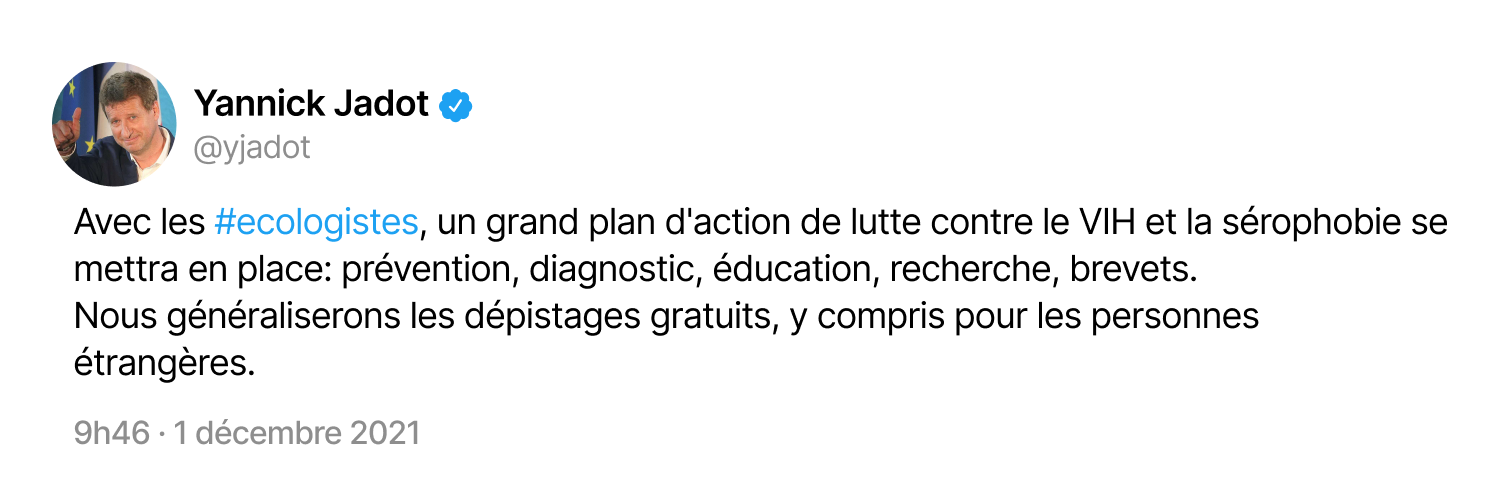 Yannick Jadot
@yjadot
Avec les #ecologistes, un grand plan d'action de lutte contre le VIH et la sérophobie se
mettra en place: prévention, diagnostic, éducation, recherche, brevets.
Nous généraliserons les dépistages gratuits, y compris pour les personnes
étrangères.
9h46 · 1 décembre 2021